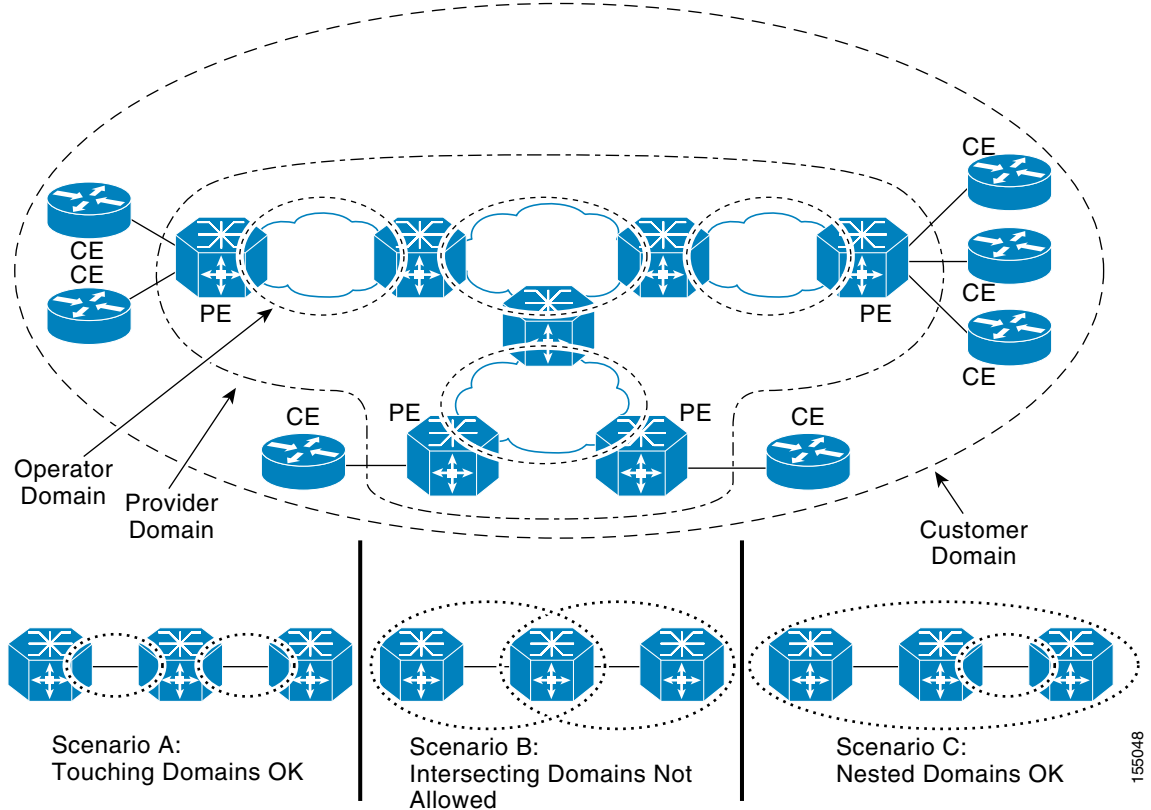 CE
CE
CE
CE
CE
CE
PE
PE
CE
PE
PE
CE
Operator
Domain
Provider
Domain
Customer
Domain
Scenario A:
Touching Domains OK
Scenario B:
Intersecting Domains Not
Allowed
Scenario C:
Nested Domains OK
155048